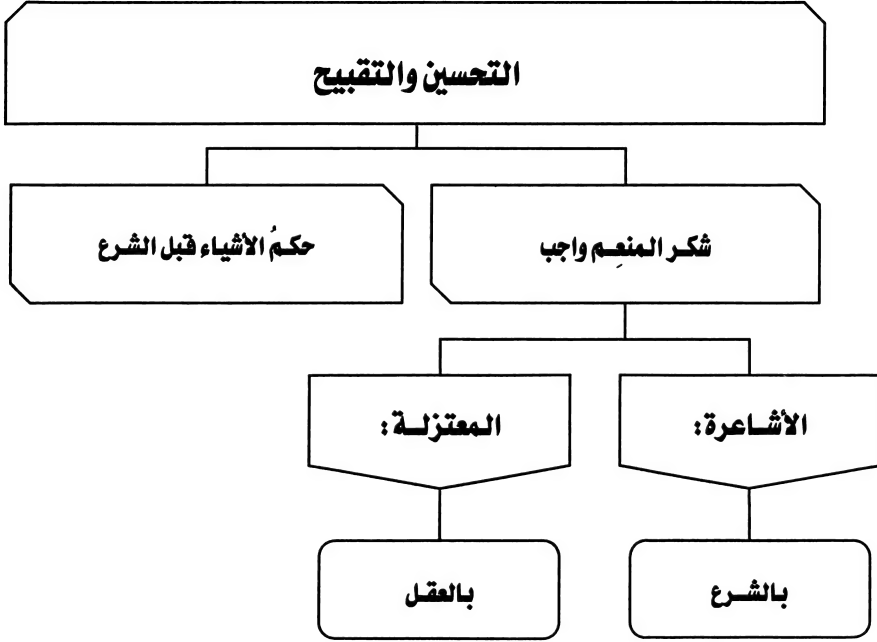 التحسين والتقبيح
شكر المنعِم واجب
حكمُ الأشياء قبل الشرع
الأشاعرة:
المعتزلة:
بالشرع
بالعقل